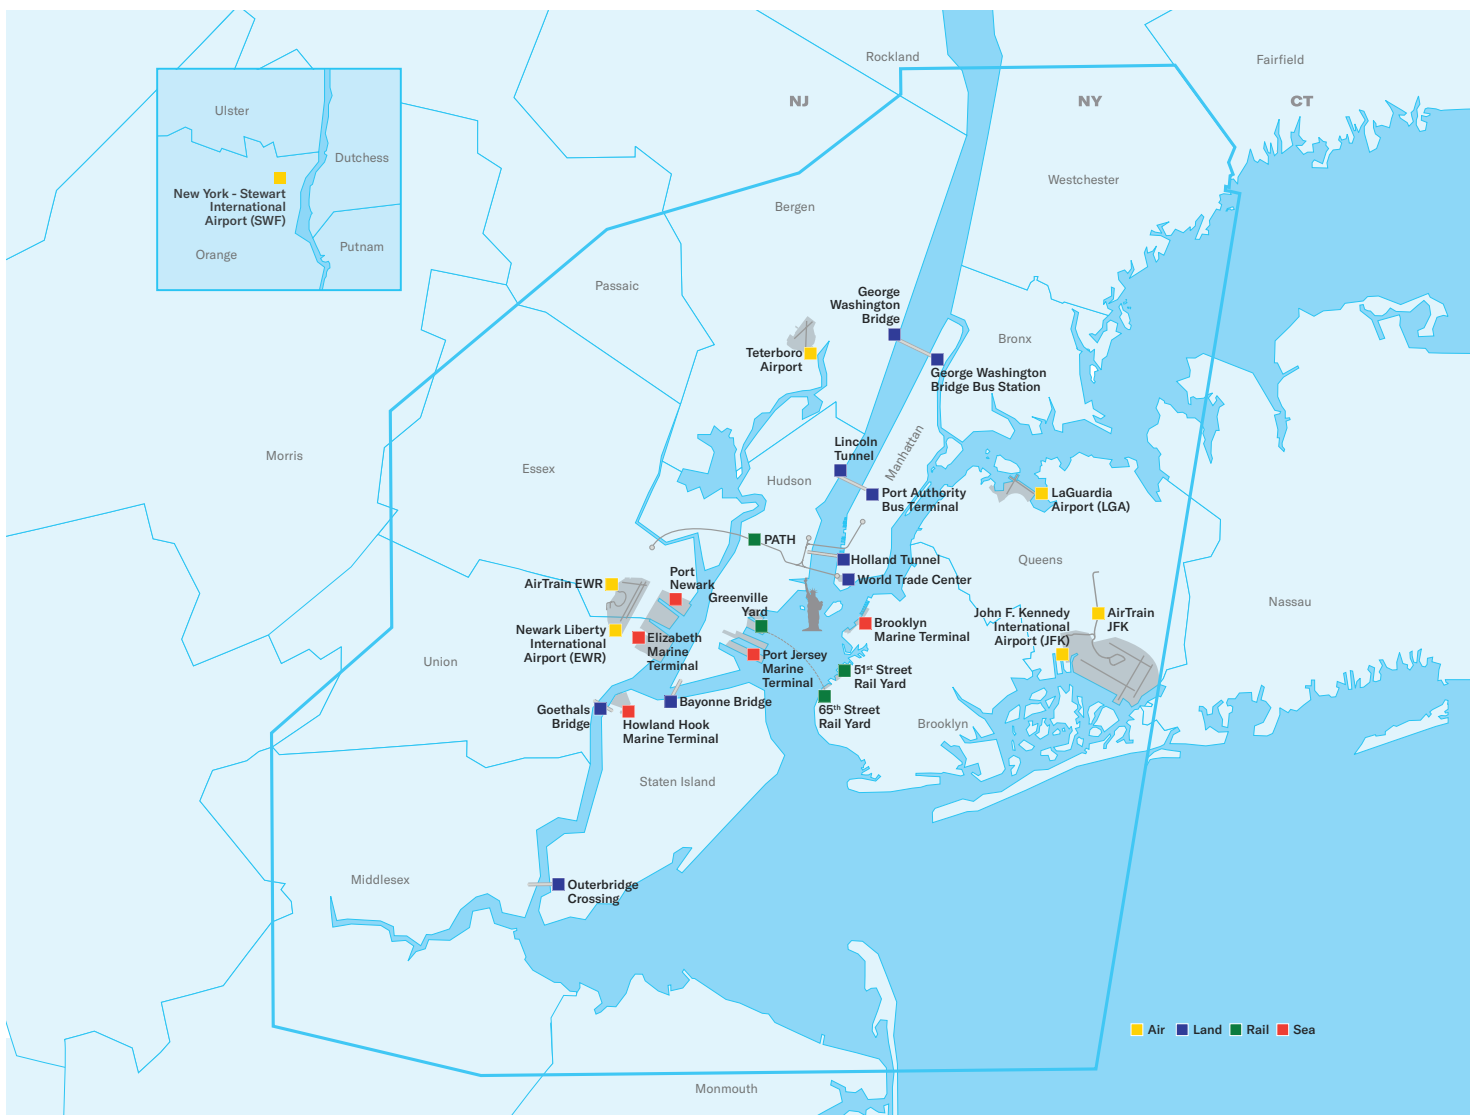 Rockland
Fairfield
NJ
NY
CT
Ulster
Dutchess
New York - Stewart
International
Airport (SWF)
Orange
Putnam
Westchester
Bergen
Passaic
George
Washington
Bridge
Bronx
Teterboro
Airport
George Washington
Bridge Bus Station
Morris
Essex
Lincoln
Tunnel
Manhattan
Hudson
Port Authority
Bus Terminal
LaGuardia
Airport (LGA)
PATH
Holland Tunnel
Queens
World Trade Center
AirTrain EWR
Port
Newark
Greenville
Yard
Nassau
John F. Kennedy
International
Airport (JFK)
AirTrain
JFK
Newark Liberty
International
Airport (EWR)
Elizabeth
Marine
Terminal
Brooklyn
Marine Terminal
Union
Port Jersey
Marine
Terminal
51st Street
Rail Yard
Bayonne Bridge
65th Street
Rail Yard
Goethals
Bridge
Howland Hook
Marine Terminal
Brooklyn
Staten Island
Middlesex
Outerbridge
Crossing
Air
Land
Rail
Sea
Monmouth